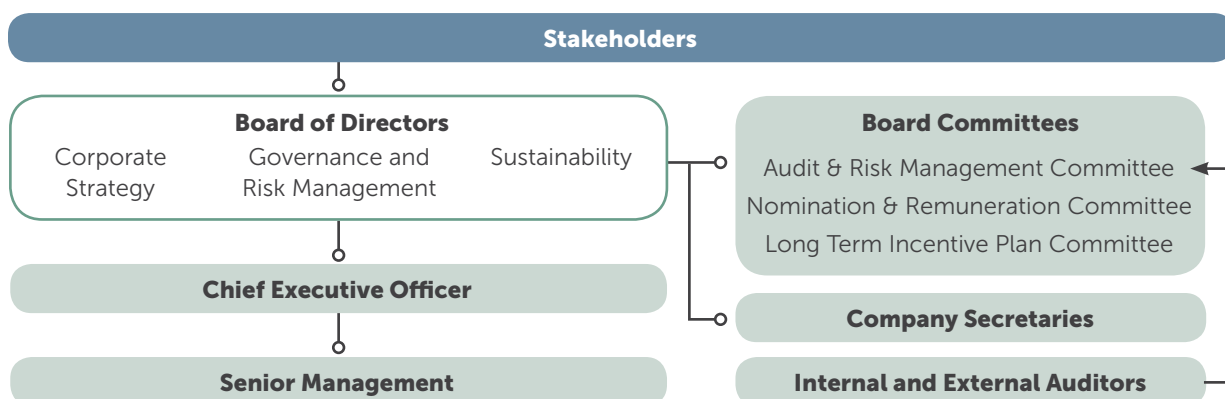 Stakeholders
Board of Directors
Corporate
Strategy
Governance and
Risk Management
Sustainability
Board Committees
Audit & Risk Management Committee
Nomination & Remuneration Committee
Long Term Incentive Plan Committee
Chief Executive Officer
Company Secretaries
Senior Management
Internal and External Auditors